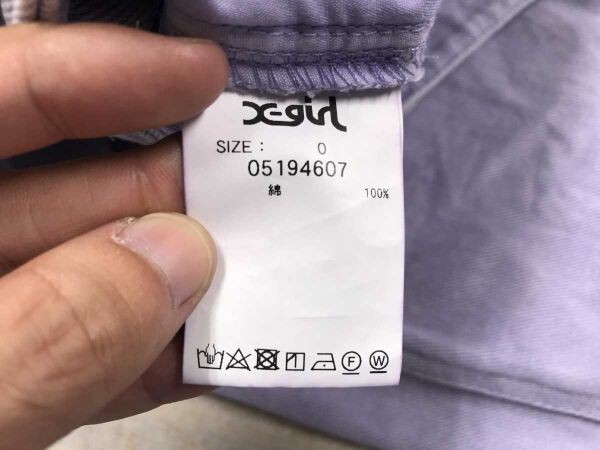 X-girl
SIZE : 0
05194607
綿 100%
F W